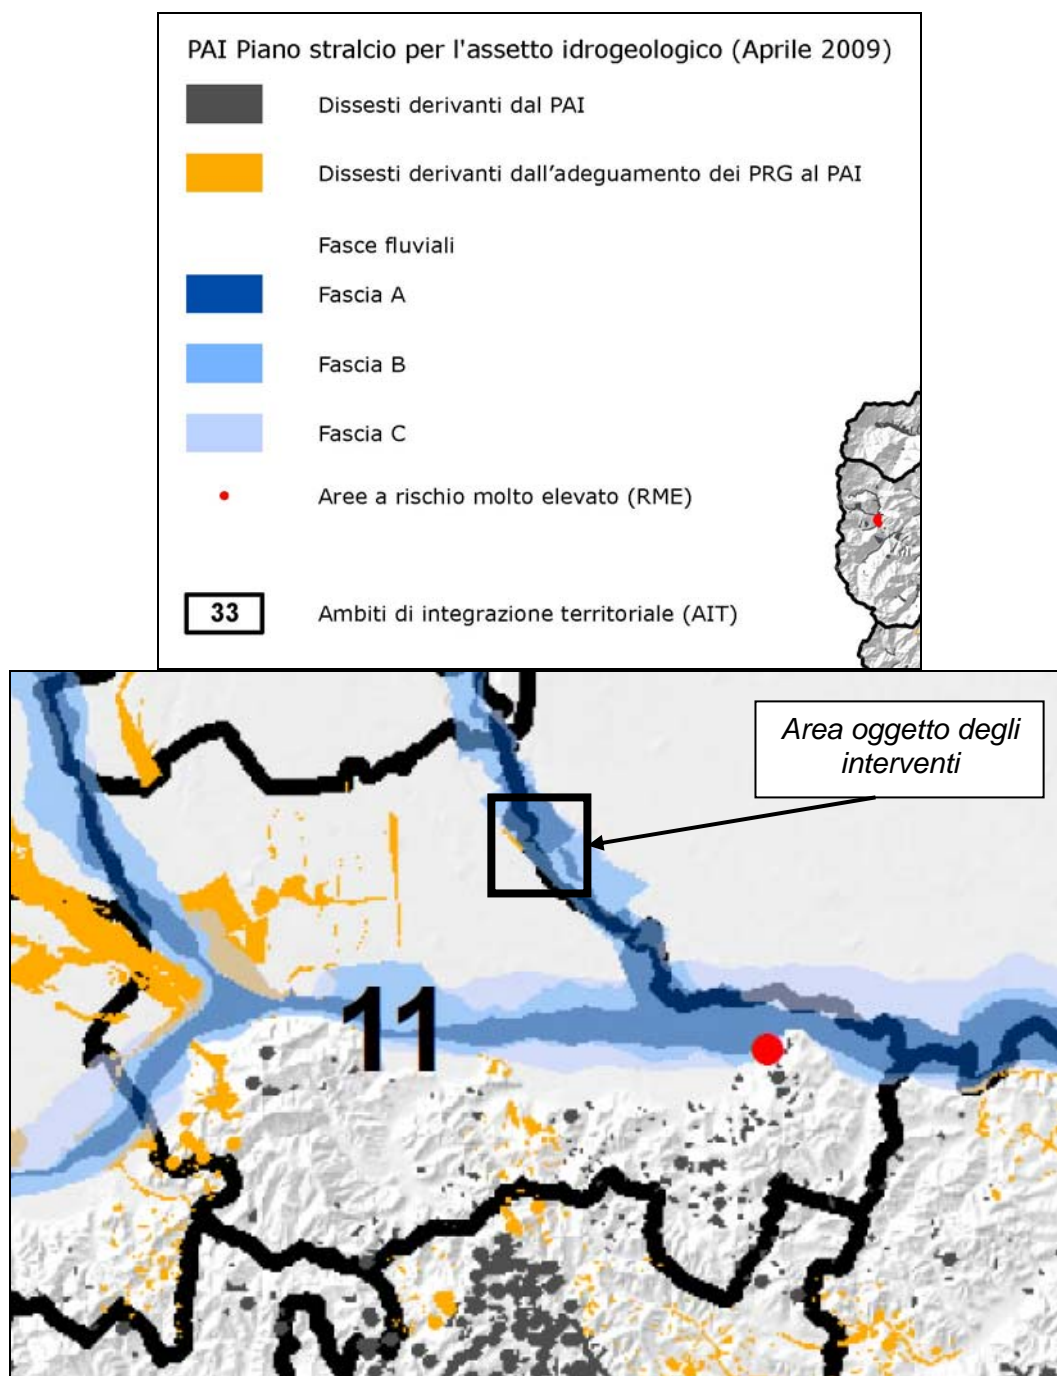 PAI Piano stralcio per l'assetto idrogeologico (Aprile 2009)
Dissesti derivanti dal PAI
Dissesti derivanti dall'adeguamento dei PRG al PAI
Fasce fluviali
Fascia A
Fascia B
Fascia C
Aree a rischio molto elevato (RME)
33 Ambiti di integrazione territoriale (AIT)
Area oggetto degli
interventi
11